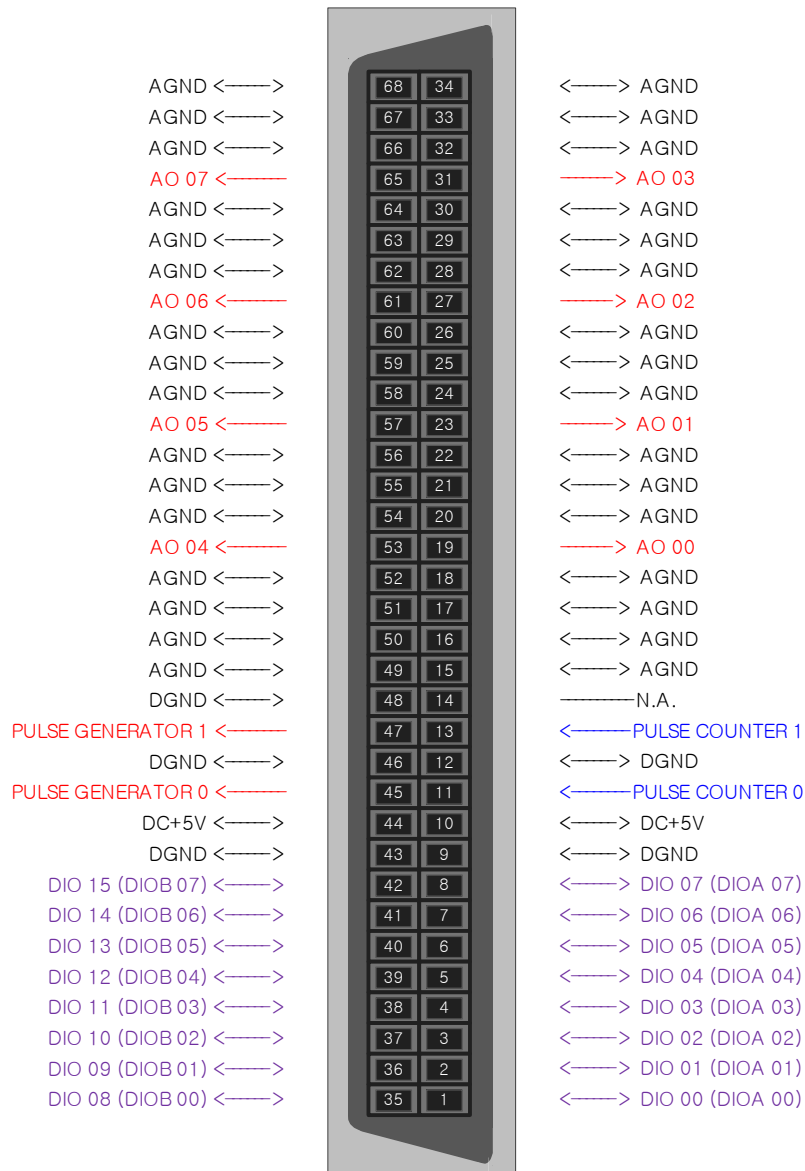 AGND 68 34 AGND
AGND 67 33 AGND
AGND 66 32 AGND
AO 07 65 31 AO 03
AGND 64 30 AGND
AGND 63 29 AGND
AGND 62 28 AGND
AO 06 61 27 AO 02
AGND 60 26 AGND
AGND 59 25 AGND
AGND 58 24 AGND
AO 05 57 23 AO 01
AGND 56 22 AGND
AGND 55 21 AGND
AGND 54 20 AGND
AO 04 53 19 AO 00
AGND 52 18 AGND
AGND 51 17 AGND
AGND 50 16 AGND
AGND 49 15 AGND
DGND 48 14 N.A.
PULSE GENERATOR 1 47 13 PULSE COUNTER 1
DGND 46 12 DGND
PULSE GENERATOR 0 45 11 PULSE COUNTER 0
DC+5V 44 10 DC+5V
DGND 43 9 DGND
DIO 15 (DIOB 07) 42 8 DIO 07 (DIOA 07)
DIO 14 (DIOB 06) 41 7 DIO 06 (DIOA 06)
DIO 13 (DIOB 05) 40 6 DIO 05 (DIOA 05)
DIO 12 (DIOB 04) 39 5 DIO 04 (DIOA 04)
DIO 11 (DIOB 03) 38 4 DIO 03 (DIOA 03)
DIO 10 (DIOB 02) 37 3 DIO 02 (DIOA 02)
DIO 09 (DIOB 01) 36 2 DIO 01 (DIOA 01)
DIO 08 (DIOB 00) 35 1 DIO 00 (DIOA 00)